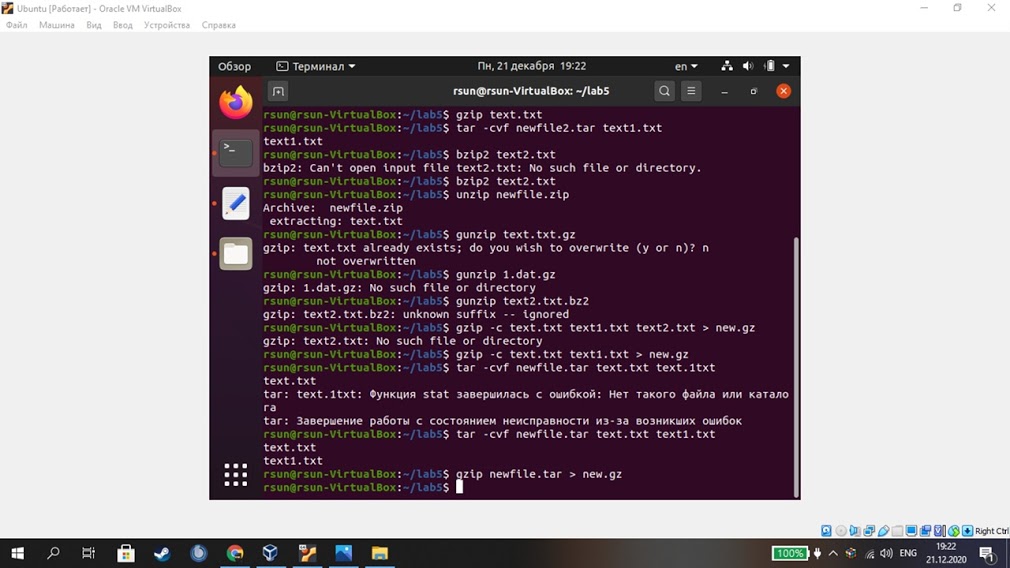 Ubuntu [Работает] - Oracle VM VirtualBox
Файл Машина Вид Ввод Устройства Справка
Обзор Терминал Пн, 21 декабря 19:22 en
rsun@rsun-VirtualBox: ~/lab5
rsun@rsun-VirtualBox:~/lab5$ gzip text.txt
rsun@rsun-VirtualBox:~/lab5$ tar -cvf newfile2.tar text1.txt
text1.txt
rsun@rsun-VirtualBox:~/lab5$ bzip2 text2.txt
bzip2: Can't open input file text2.txt: No such file or directory.
rsun@rsun-VirtualBox:~/lab5$ bzip2 text2.txt
rsun@rsun-VirtualBox:~/lab5$ unzip newfile.zip
Archive:  newfile.zip
 extracting: text.txt
rsun@rsun-VirtualBox:~/lab5$ gunzip text.txt.gz
gzip: text.txt already exists; do you wish to overwrite (y or n)? n
        not overwritten
rsun@rsun-VirtualBox:~/lab5$ gunzip 1.dat.gz
gzip: 1.dat.gz: No such file or directory
rsun@rsun-VirtualBox:~/lab5$ gunzip text2.txt.bz2
gzip: text2.txt.bz2: unknown suffix -- ignored
rsun@rsun-VirtualBox:~/lab5$ gzip -c text.txt text1.txt text2.txt > new.gz
gzip: text2.txt: No such file or directory
rsun@rsun-VirtualBox:~/lab5$ gzip -c text.txt text1.txt > new.gz
rsun@rsun-VirtualBox:~/lab5$ tar -cvf newfile.tar text.txt text.1txt
text.txt
tar: text.1txt: Функция stat завершилась с ошибкой: Нет такого файла или катало
га
tar: Завершение работы с состоянием неисправности из-за возникших ошибок
rsun@rsun-VirtualBox:~/lab5$ tar -cvf newfile.tar text.txt text1.txt
text.txt
text1.txt
rsun@rsun-VirtualBox:~/lab5$ gzip newfile.tar > new.gz
rsun@rsun-VirtualBox:~/lab5$
Right Ctrl
100% ENG 19:22
21.12.2020
1